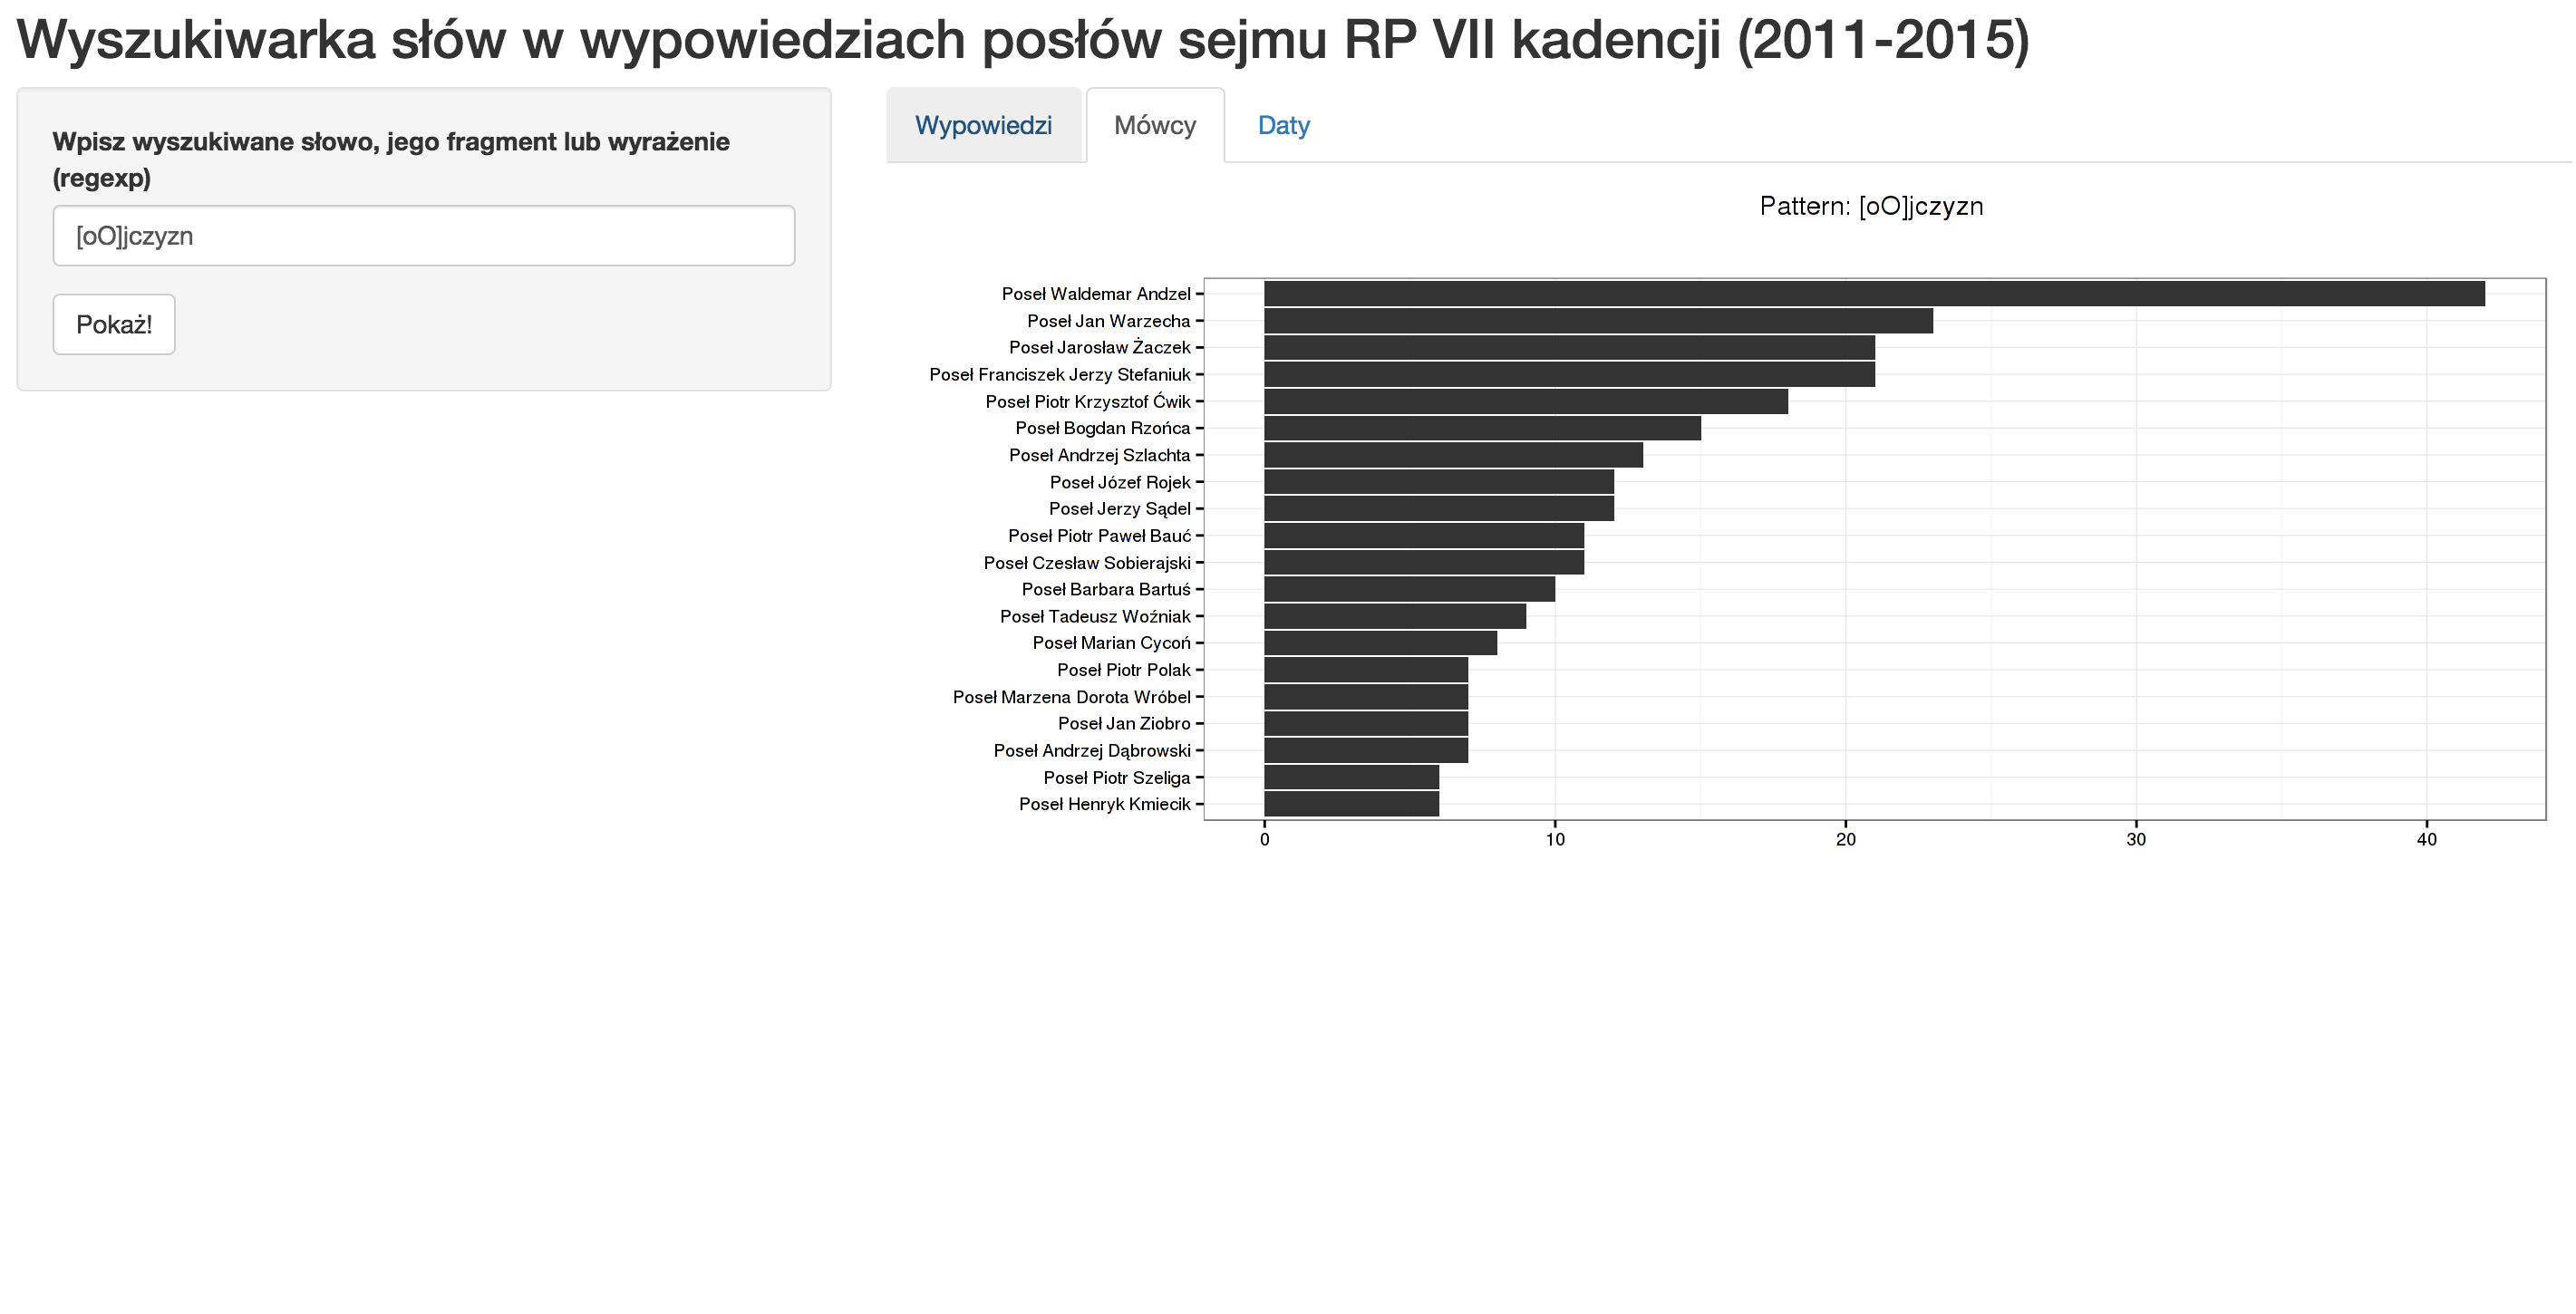 Wyszukiwarka słów w wypowiedziach posłów sejmu RP VII kadencji (2011-2015)
Wpisz wyszukiwane słowo, jego fragment lub wyrażenie
(regexp)
[oO]jczyzn
Pokaż!
Wypowiedzi
Mówcy
Daty
Pattern: [oO]jczyzn
Poseł Waldemar Andzel
Poseł Jan Warzecha
Poseł Jarosław Żaczek
Poseł Franciszek Jerzy Stefaniuk
Poseł Piotr Krzysztof Ćwik
Poseł Bogdan Rzońca
Poseł Andrzej Szlachta
Poseł Józef Rojek
Poseł Jerzy Sądel
Poseł Piotr Paweł Bauć
Poseł Czesław Sobierajski
Poseł Barbara Bartuś
Poseł Tadeusz Woźniak
Poseł Marian Cycoń
Poseł Piotr Polak
Poseł Marzena Dorota Wróbel
Poseł Jan Ziobro
Poseł Andrzej Dąbrowski
Poseł Piotr Szeliga
Poseł Henryk Kmiecik
0 10 20 30 40